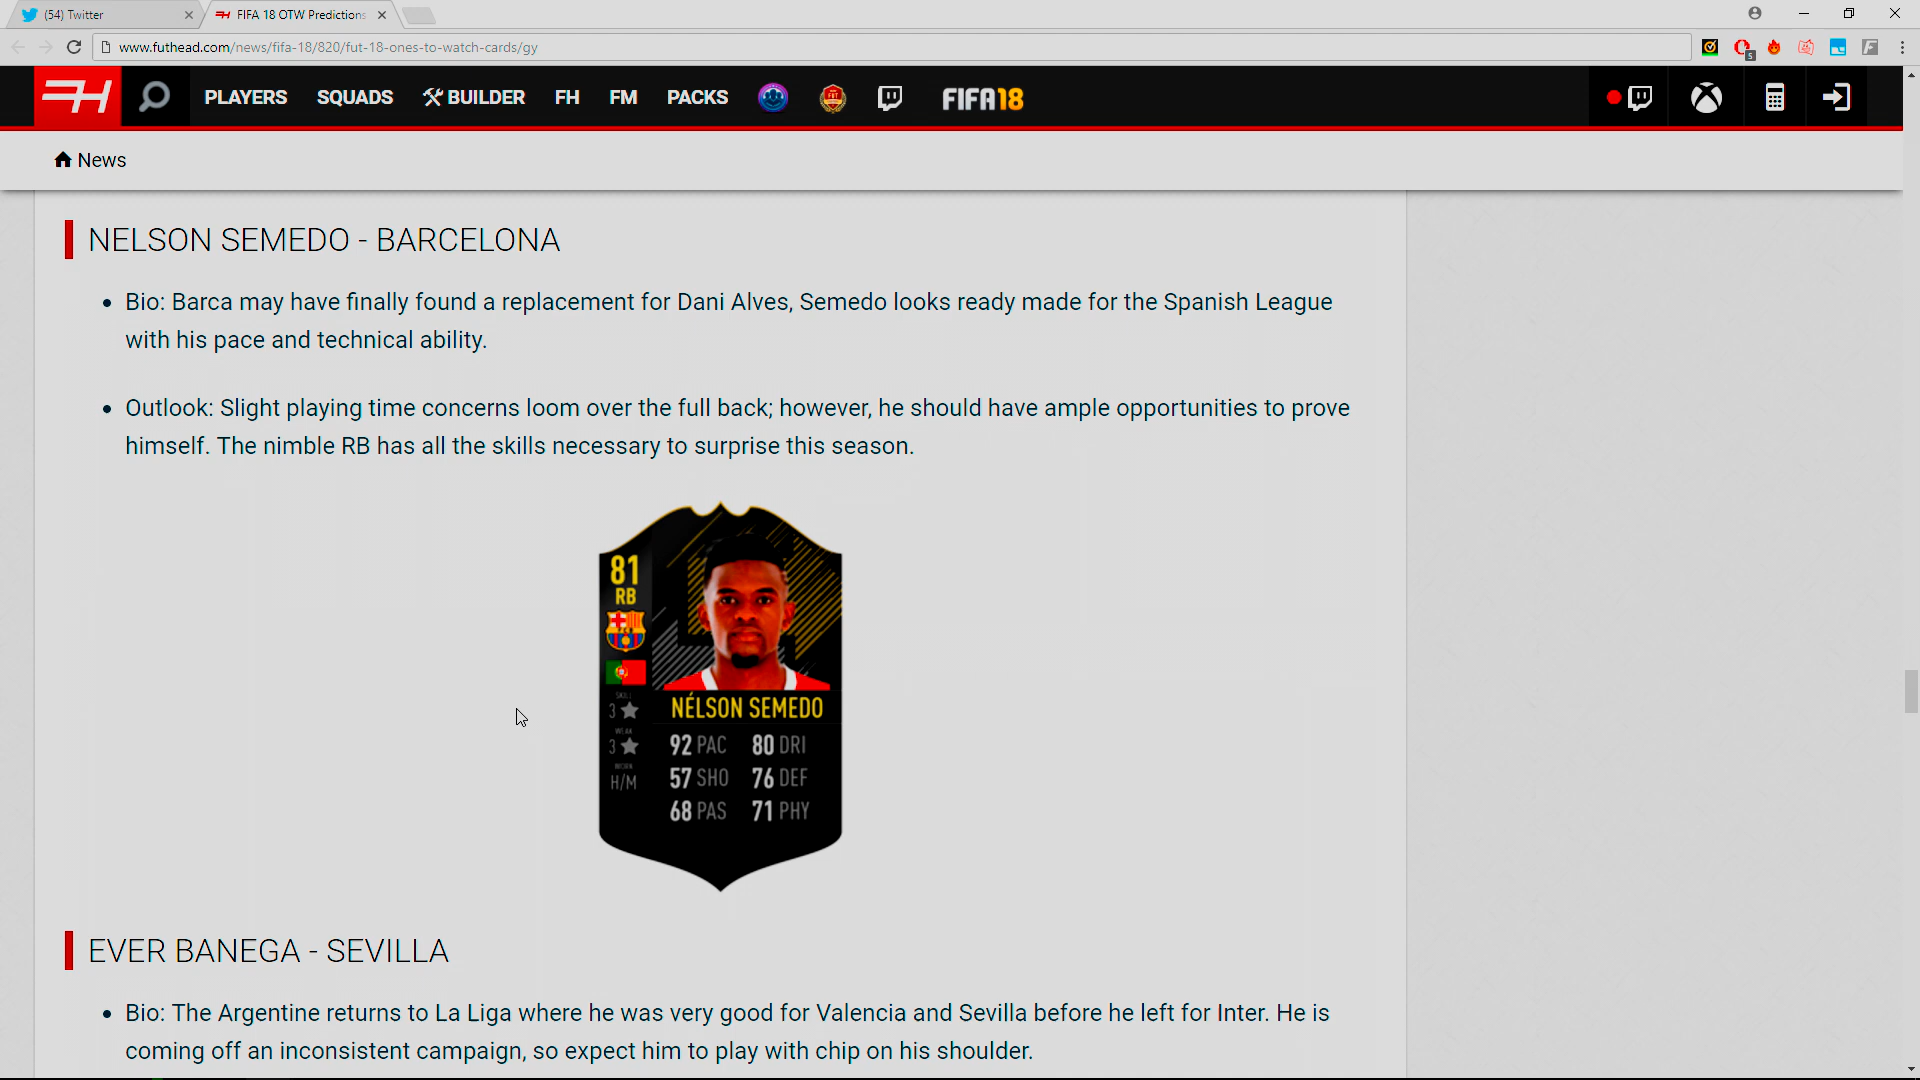 (54) Twitter
FIFA 18 OTW Predictions
www.futhead.com/news/fifa-18/820/fut-18-ones-to-watch-cards/gy
5
FH
PLAYERS
SQUADS
BUILDER
FH
FM
PACKS
FIFA18
News
NELSON SEMEDO - BARCELONA
Bio: Barca may have finally found a replacement for Dani Alves, Semedo looks ready made for the Spanish League
with his pace and technical ability.
Outlook: Slight playing time concerns loom over the full back; however, he should have ample opportunities to prove
himself. The nimble RB has all the skills necessary to surprise this season.
81
RB
SKILL
3
WEAK
3
WORK
H/M
NÉLSON SEMEDO
92 PAC 80 DRI
57 SHO 76 DEF
68 PAS 71 PHY
EVER BANEGA - SEVILLA
Bio: The Argentine returns to La Liga where he was very good for Valencia and Sevilla before he left for Inter. He is
coming off an inconsistent campaign, so expect him to play with chip on his shoulder.